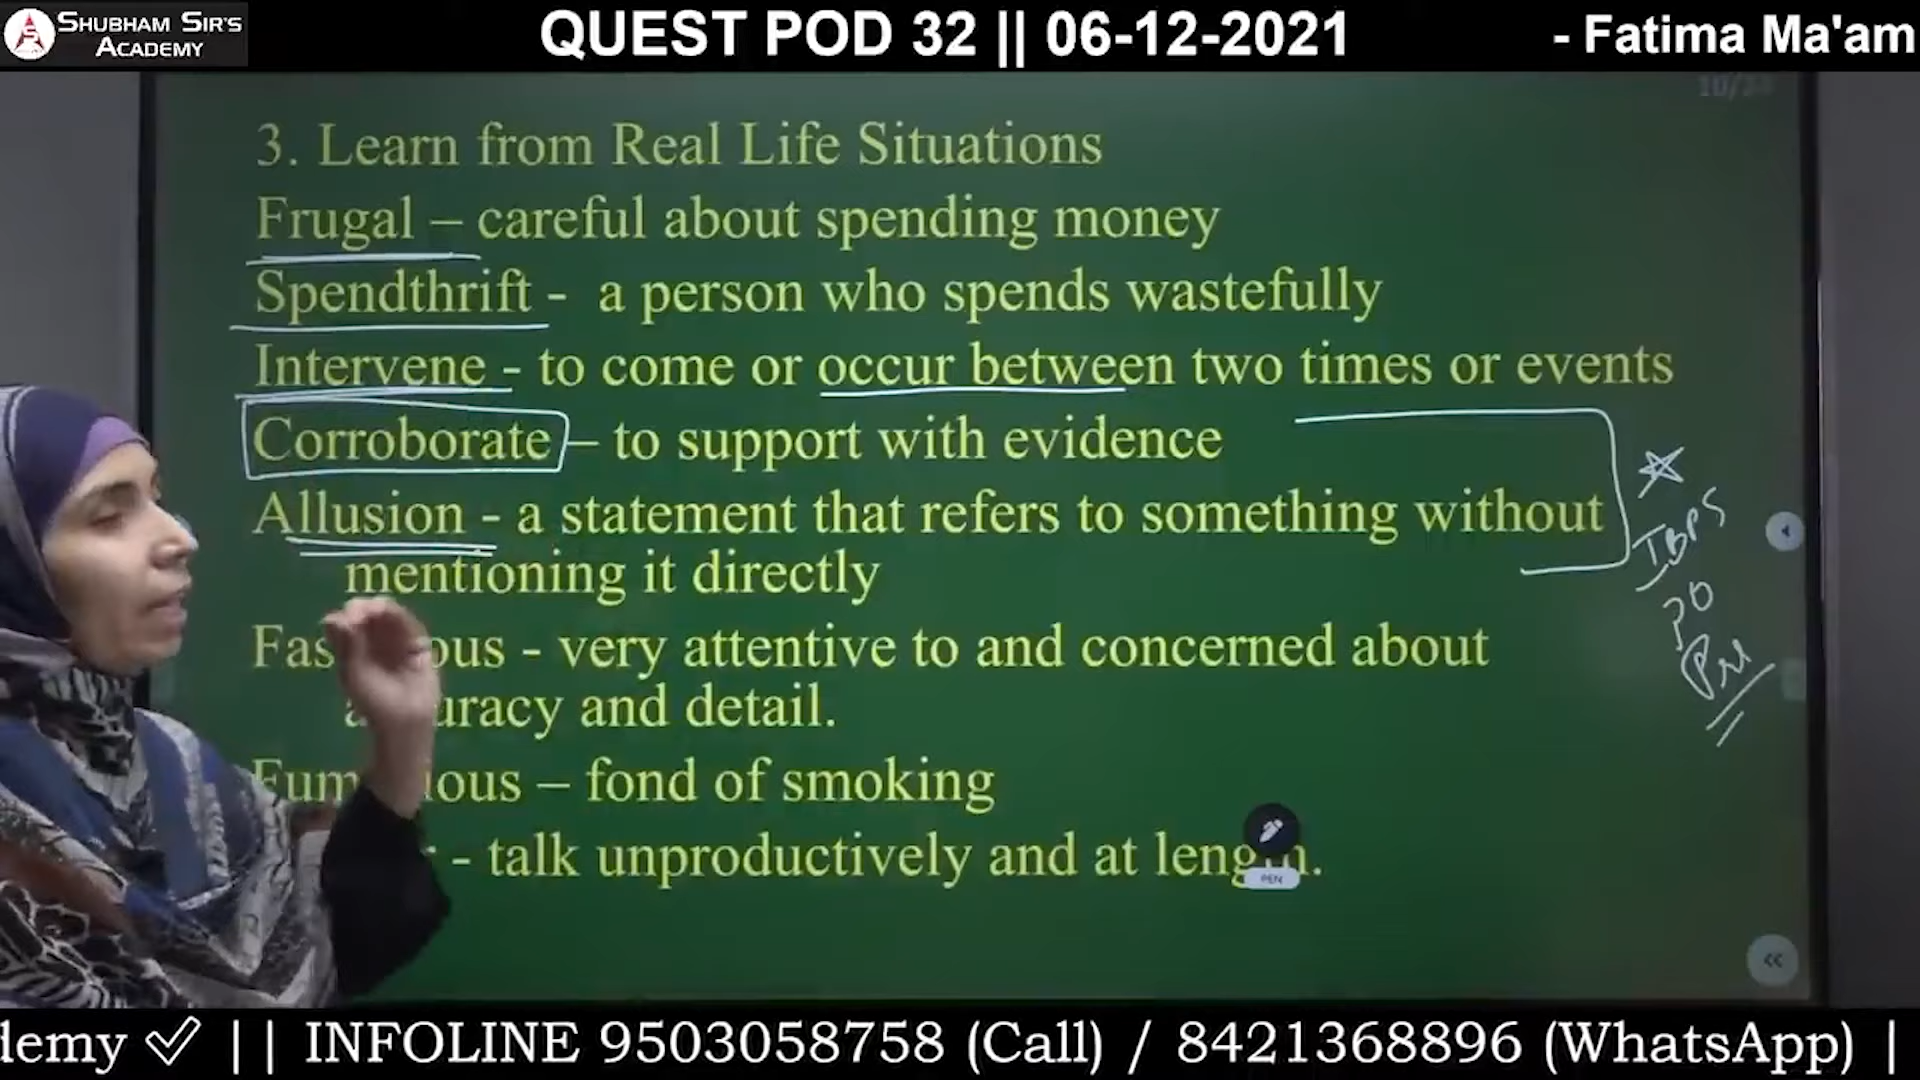 SHUBHAM SIR'S
ACADEMY
QUEST POD 32 || 06-12-2021
- Fatima Ma'am
3. Learn from Real Life Situations
Frugal – careful about spending money
Spendthrift - a person who spends wastefully
Intervene - to come or occur between two times or events
Corroborate – to support with evidence
Allusion - a statement that refers to something without
mentioning it directly
- very attentive to and concerned about
and detail.
– fond of smoking
- talk unproductively and at length.
IBPS
PO
Pre
PEN
demy ✓ || INFOLINE 9503058758 (Call) / 8421368896 (WhatsApp) |